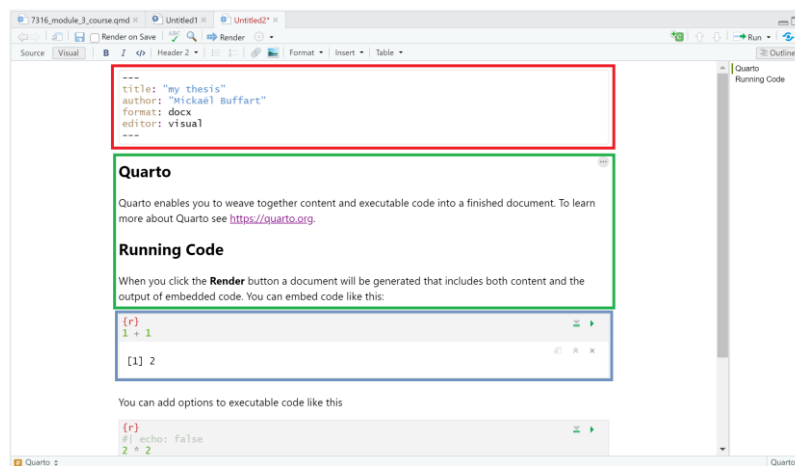 7316_module_3_course.qmd × Untitled1 × Untitled2* ×
Render on Save ABC Render Run
Source Visual B I </> Header 2 Format Insert Table Outline
---
title: "my thesis"
author: "Mickaël Buffart"
format: docx
editor: visual
---
Quarto
Running Code
Quarto
Quarto enables you to weave together content and executable code into a finished document. To learn
more about Quarto see https://quarto.org.
Running Code
When you click the Render button a document will be generated that includes both content and the
output of embedded code. You can embed code like this:
{r}
1 + 1
[1] 2
You can add options to executable code like this
{r}
#| echo: false
2 * 2
Quarto Quarto